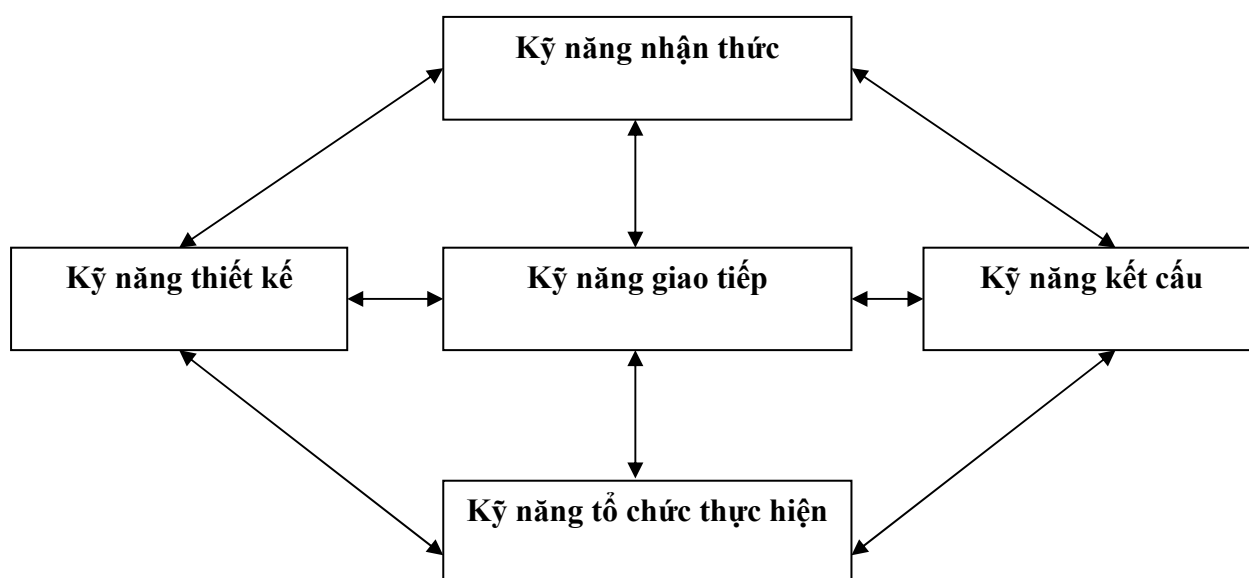 Kỹ năng nhận thức
Kỹ năng thiết kế
Kỹ năng giao tiếp
Kỹ năng kết cấu
Kỹ năng tổ chức thực hiện